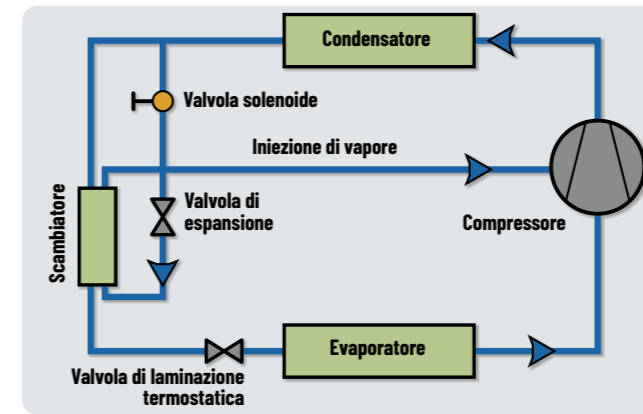 Condensatore
Valvola solenoide
Iniezione di vapore
Scambiatore
Valvola di
espansione
Compressore
Evaporatore
Valvola di laminazione
termostatica